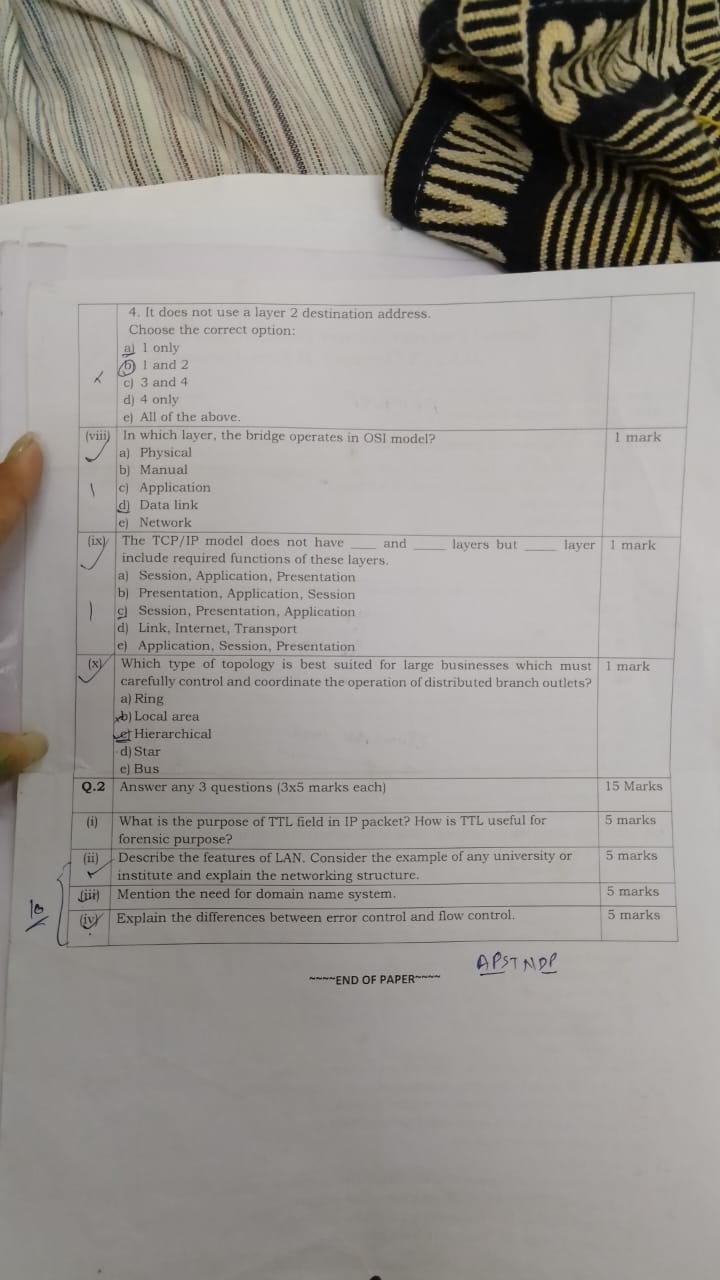 VIM
4. It does not use a layer 2 destination address.
Choose the correct option:
a) 1 only
b) 1 and 2
c) 3 and 4
d) 4 only
e) All of the above.
(viii) In which layer, the bridge operates in OSI model? 1 mark
a) Physical
b) Manual
c) Application
d) Data link
e) Network
(ix) The TCP/IP model does not have ___ and ____ layers but ____ layer 1 mark
include required functions of these layers.
a) Session, Application, Presentation
b) Presentation, Application, Session
c) Session, Presentation, Application
d) Link, Internet, Transport
e) Application, Session, Presentation
(x) Which type of topology is best suited for large businesses which must 1 mark
carefully control and coordinate the operation of distributed branch outlets?
a) Ring
b) Local area
c) Hierarchical
d) Star
e) Bus
Q.2 Answer any 3 questions (3x5 marks each) 15 Marks
(i) What is the purpose of TTL field in IP packet? How is TTL useful for 5 marks
forensic purpose?
(ii) Describe the features of LAN. Consider the example of any university or 5 marks
institute and explain the networking structure.
(iii) Mention the need for domain name system. 5 marks
(iv) Explain the differences between error control and flow control. 5 marks
APSTNDP
~~~~END OF PAPER~~~~